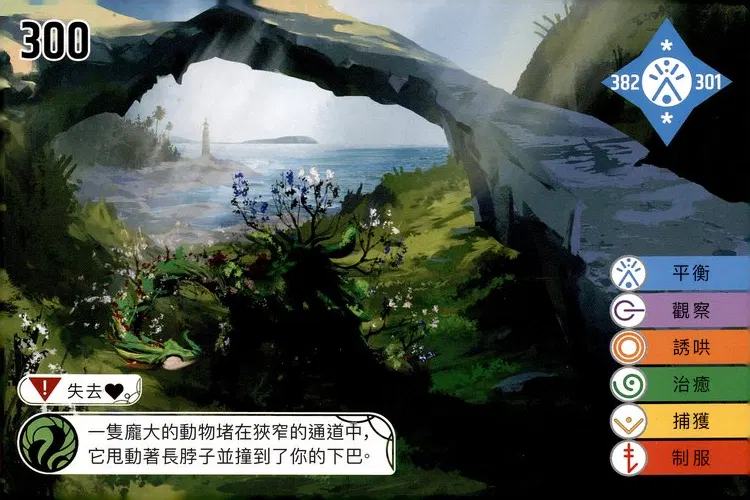 300
*
382 301
*
平衡
觀察
誘哄
治癒
捕獲
制服
! 失去
一隻龐大的動物堵在狹窄的通道中,
它甩動著長脖子並撞到了你的下巴。